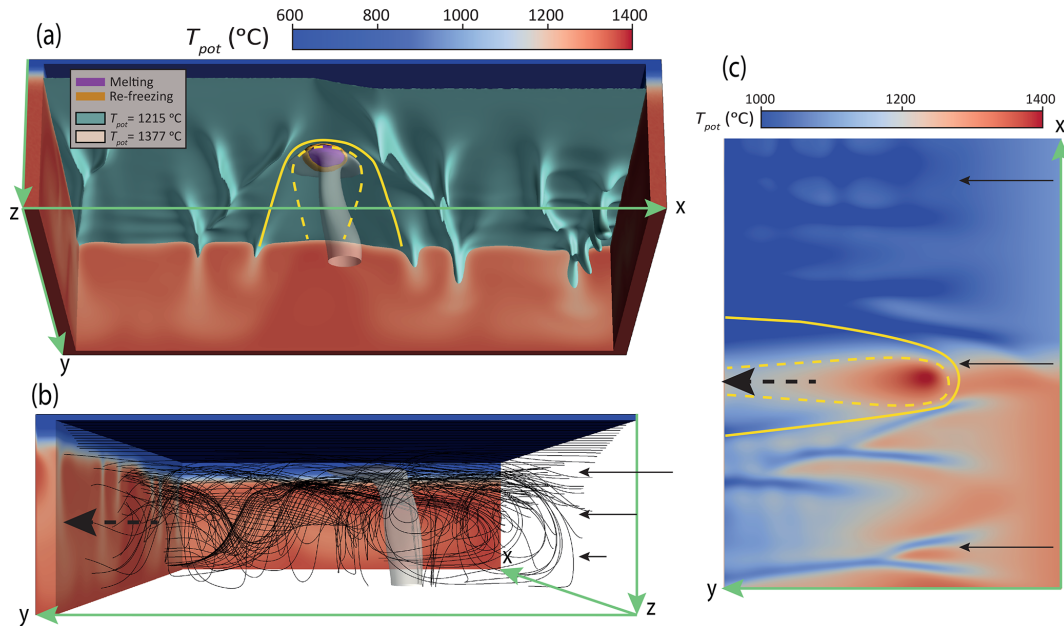 (a)
T_pot (°C)
600 800 1000 1200 1400
Melting
Re-freezing
T_pot= 1215 °C
T_pot= 1377 °C
z
x
y
(b)
x
y
z
(c)
1000 1200 1400
T_pot(°C)
x
y